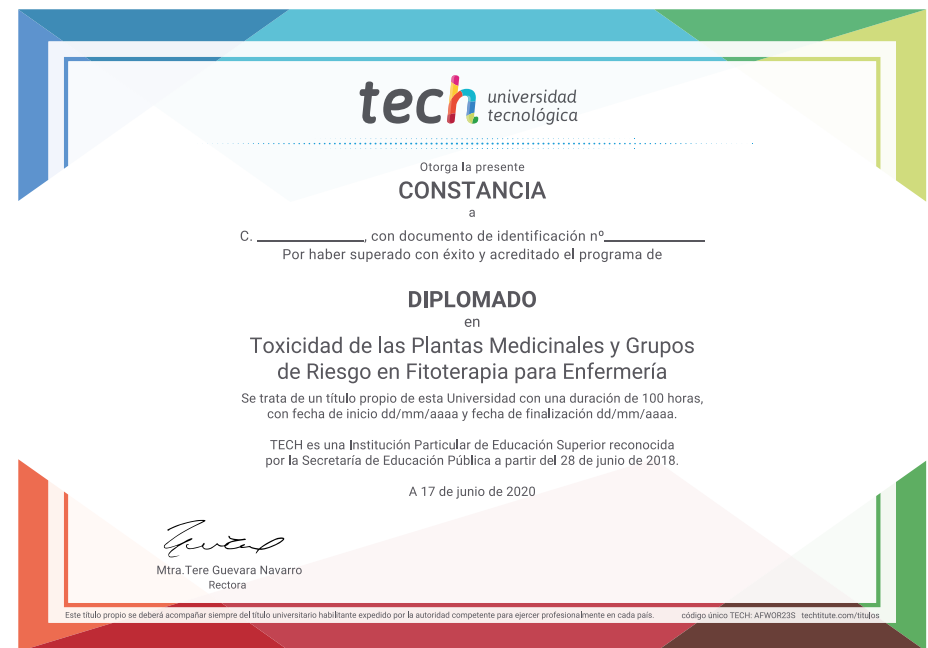 tech universidad
tecnológica
Otorga la presente
CONSTANCIA
a
C. ______________, con documento de identificación nº_____________
Por haber superado con éxito y acreditado el programa de
DIPLOMADO
en
Toxicidad de las Plantas Medicinales y Grupos
de Riesgo en Fitoterapia para Enfermería
Se trata de un título propio de esta Universidad con una duración de 100 horas,
con fecha de inicio dd/mm/aaaa y fecha de finalización dd/mm/aaaa.
TECH es una Institución Particular de Educación Superior reconocida
por la Secretaría de Educación Pública a partir del 28 de junio de 2018.
A 17 de junio de 2020
Mtra.Tere Guevara Navarro
Rectora
Este título propio se deberá acompañar siempre del título universitario habilitante expedido por la autoridad competente para ejercer profesionalmente en cada país. código único TECH: AFWOR23S techtitute.com/titulos